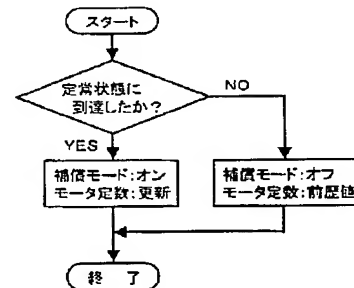 スタート
定常状態に
到達したか?
NO
YES
補償モード:オン
モータ定数:更新
補償モード:オフ
モータ定数:前歴値
終 了